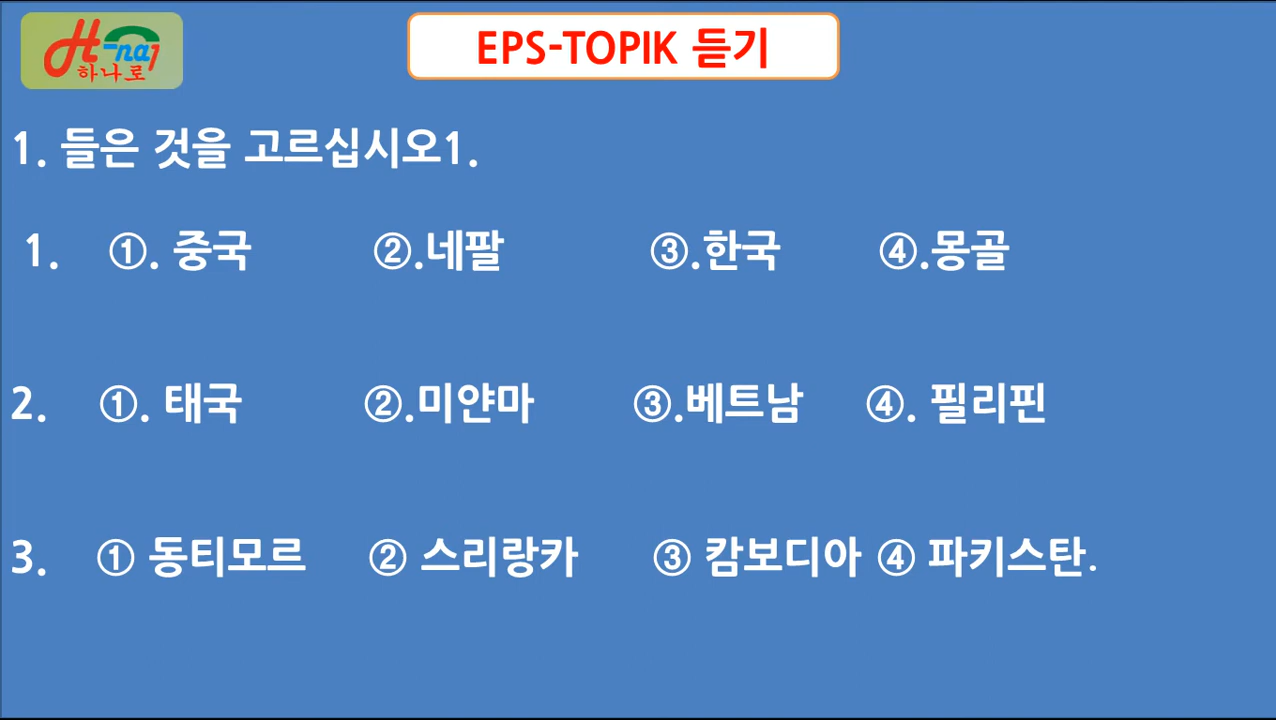 H-na
하나로
EPS-TOPIK 듣기
1. 들은 것을 고르십시오1.
1. ①. 중국 ②.네팔 ③.한국 ④.몽골
2. ①. 태국 ②.미얀마 ③.베트남 ④. 필리핀
3. ① 동티모르 ② 스리랑카 ③ 캄보디아 ④ 파키스탄.